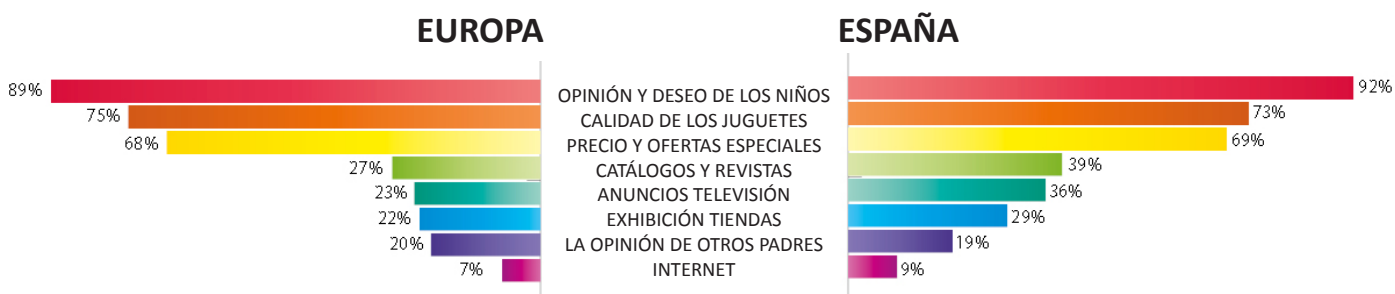 EUROPA ESPAÑA
89% OPINIÓN Y DESEO DE LOS NIÑOS 92%
75% CALIDAD DE LOS JUGUETES 73%
68% PRECIO Y OFERTAS ESPECIALES 69%
27% CATÁLOGOS Y REVISTAS 39%
23% ANUNCIOS TELEVISIÓN 36%
22% EXHIBICIÓN TIENDAS 29%
20% LA OPINIÓN DE OTROS PADRES 19%
7% INTERNET 9%